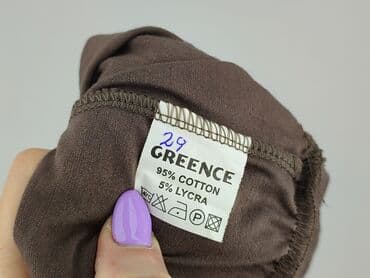 29
GREENCE
95% COTTON
5% LYCRA
P